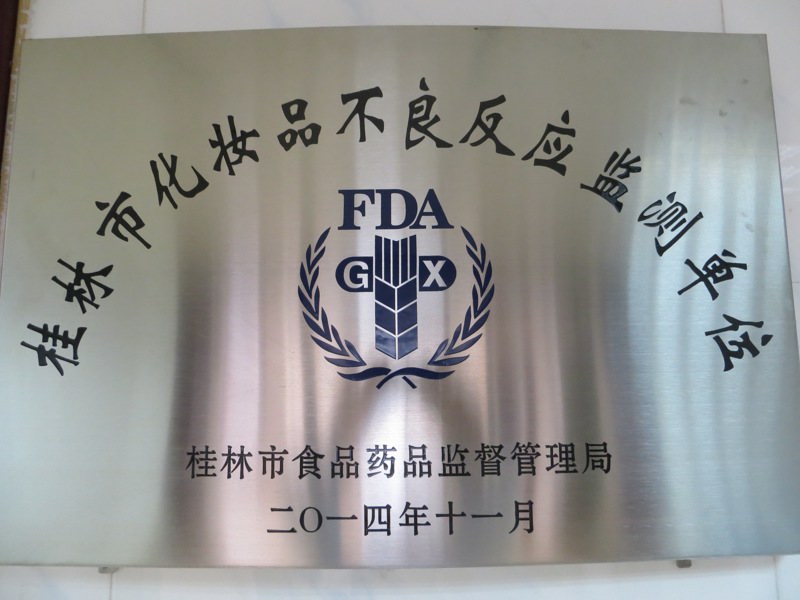 桂林市化妆品不良反应监测单位
FDA
GX
桂林市食品药品监督管理局
二〇一四年十一月